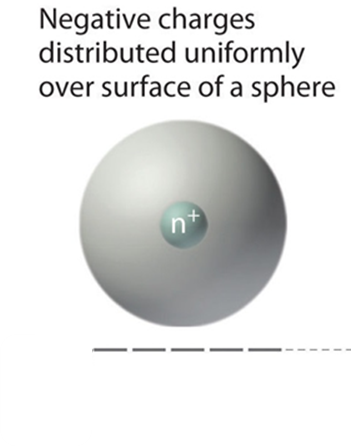 Negative charges
distributed uniformly
over surface of a sphere
n⁺